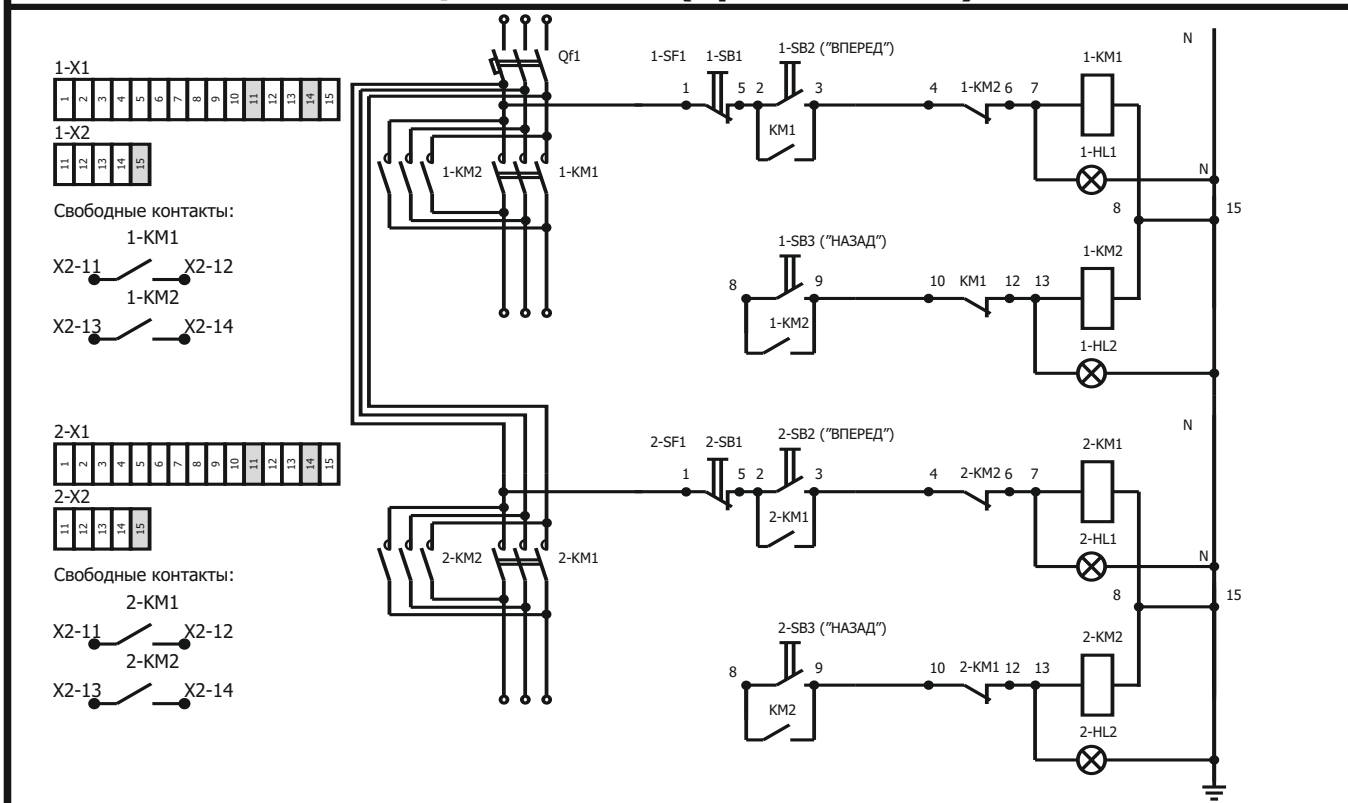 Qf1
1-X1
1 2 3 4 5 6 7 8 9 10 11 12 13 14 15
1-X2
11 12 13 14 15
Свободные контакты:
1-KM1
X2-11 X2-12
1-KM2
X2-13 X2-14
1-KM2 1-KM1
1-SF1 1-SB1 1-SB2 ("ВПЕРЕД")
1 5 2 3 4 1-KM2 6 7
KM1
1-KM1
1-HL1
N
N
8 15
1-SB3 ("НАЗАД")
8 9 10 KM1 12 13
1-KM2
1-KM2
1-HL2
2-X1
1 2 3 4 5 6 7 8 9 10 11 12 13 14 15
2-X2
11 12 13 14 15
Свободные контакты:
2-KM1
X2-11 X2-12
2-KM2
X2-13 X2-14
2-KM2 2-KM1
2-SF1 2-SB1 2-SB2 ("ВПЕРЕД")
1 5 2 3 4 2-KM2 6 7
2-KM1
2-KM1
2-HL1
N
N
8 15
2-SB3 ("НАЗАД")
8 9 10 2-KM1 12 13
KM2
2-KM2
2-HL2